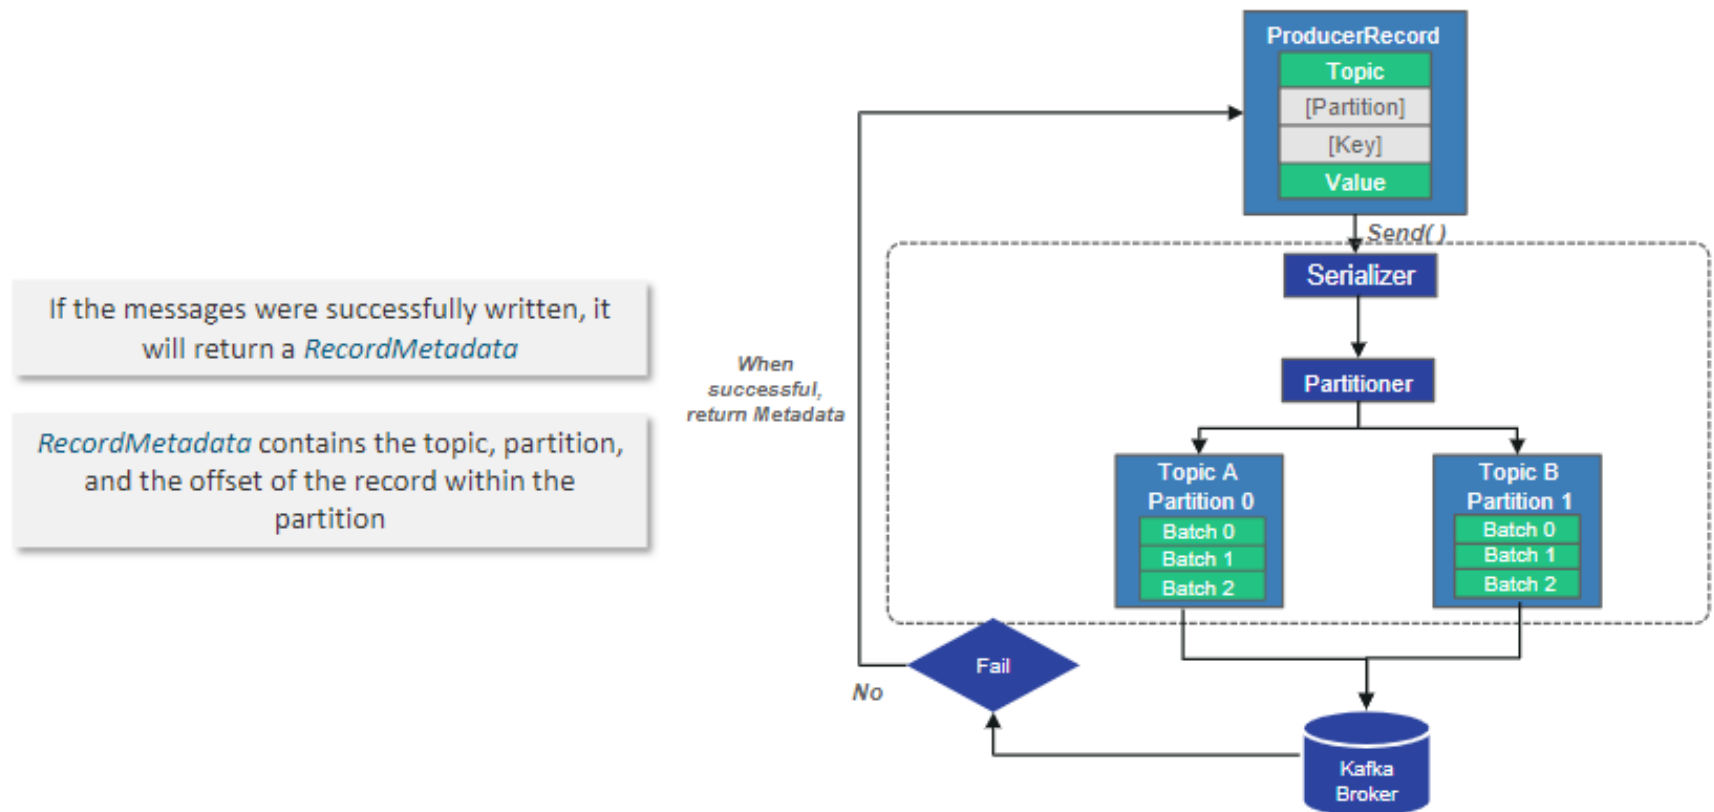 If the messages were successfully written, it
will return a RecordMetadata
RecordMetadata contains the topic, partition,
and the offset of the record within the
partition
When
successful,
return Metadata
ProducerRecord
Topic
[Partition]
[Key]
Value
Send( )
Serializer
Partitioner
Topic A
Partition 0
Batch 0
Batch 1
Batch 2
Topic B
Partition 1
Batch 0
Batch 1
Batch 2
Fail
No
Kafka
Broker